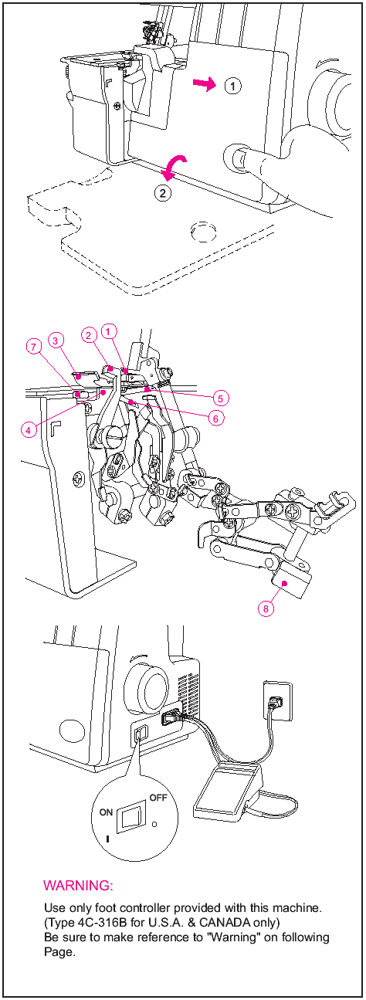 1
2
1
2
3
7
5
4
6
8
OFF
ON
I
O
WARNING:
Use only foot controller provided with this machine.
(Type 4C-316B for U.S.A. & CANADA only)
Be sure to make reference to "Warning" on following
Page.